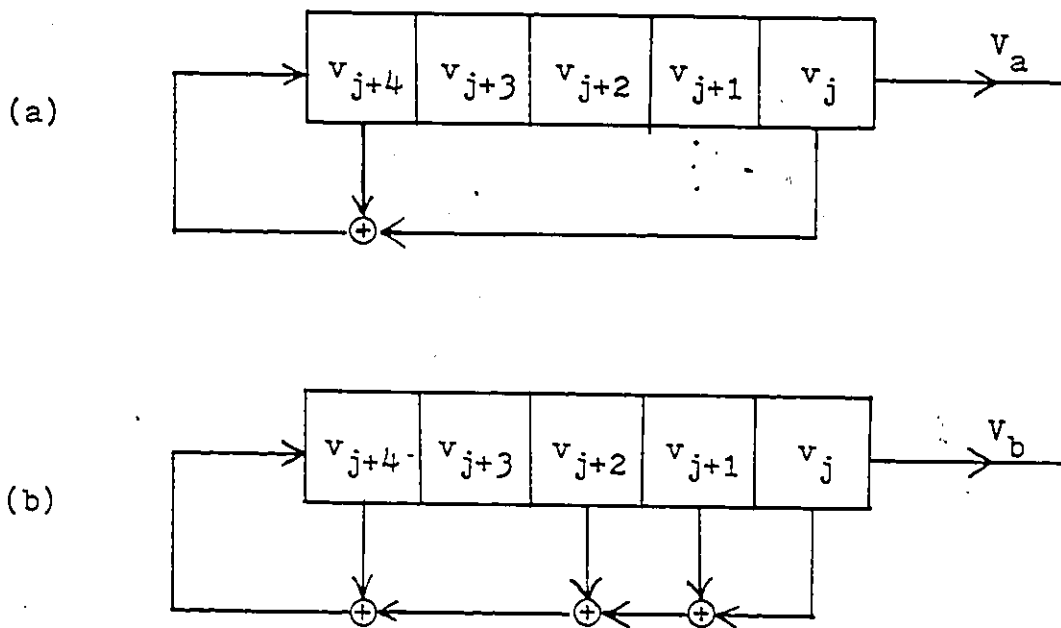 V_a
(a) v_{j+4} v_{j+3} v_{j+2} v_{j+1} v_j
+
V_b
(b) v_{j+4} v_{j+3} v_{j+2} v_{j+1} v_j
+ + +